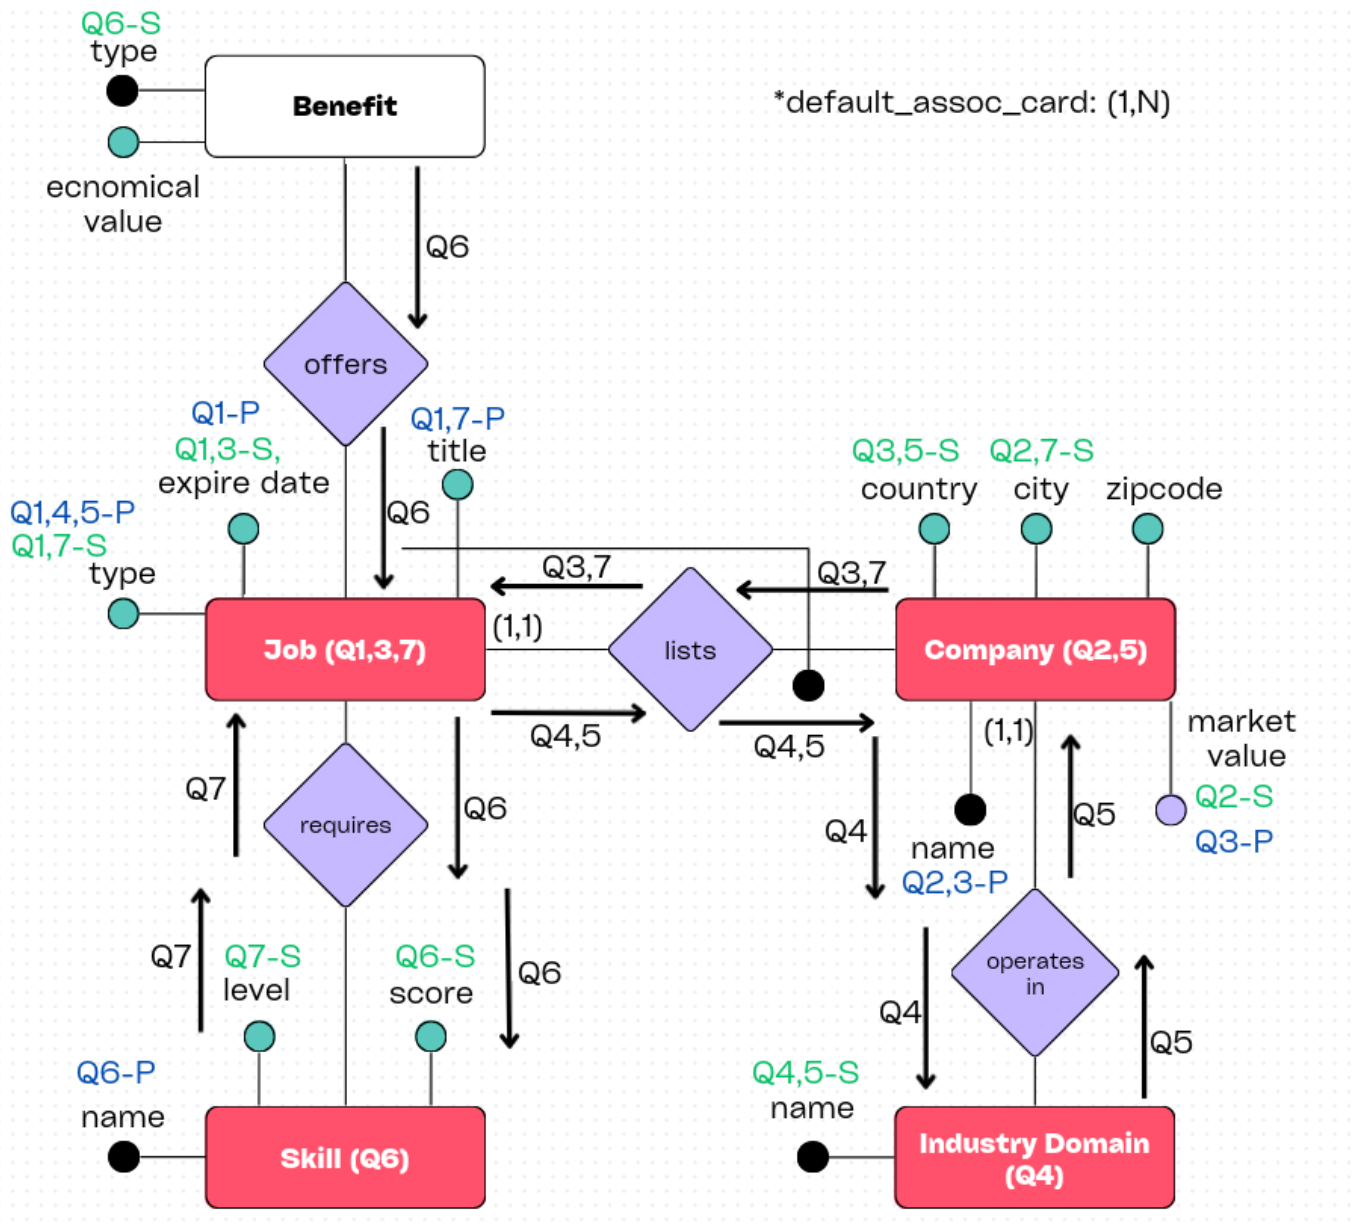 Q6-S
type
Benefit
*default_assoc_card: (1,N)
ecnomical
value
Q6
offers
Q1-P
Q1,7-P
Q1,3-S,
title
expire date
Q3,5-S
Q2,7-S
country
city
zipcode
Q1,4,5-P
Q6
Q1,7-S
type
Q3,7
Q3,7
(1,1)
Job (Q1,3,7)
lists
Company (Q2,5)
Q4,5
Q4,5
(1,1)
market
value
Q7
Q6
Q2-S
Q5
requires
Q4
Q3-P
name
Q2,3-P
Q7
Q7-S
level
Q6-S
score
Q6
operates
in
Q4
Q5
Q6-P
name
Q4,5-S
name
Skill (Q6)
Industry Domain
(Q4)